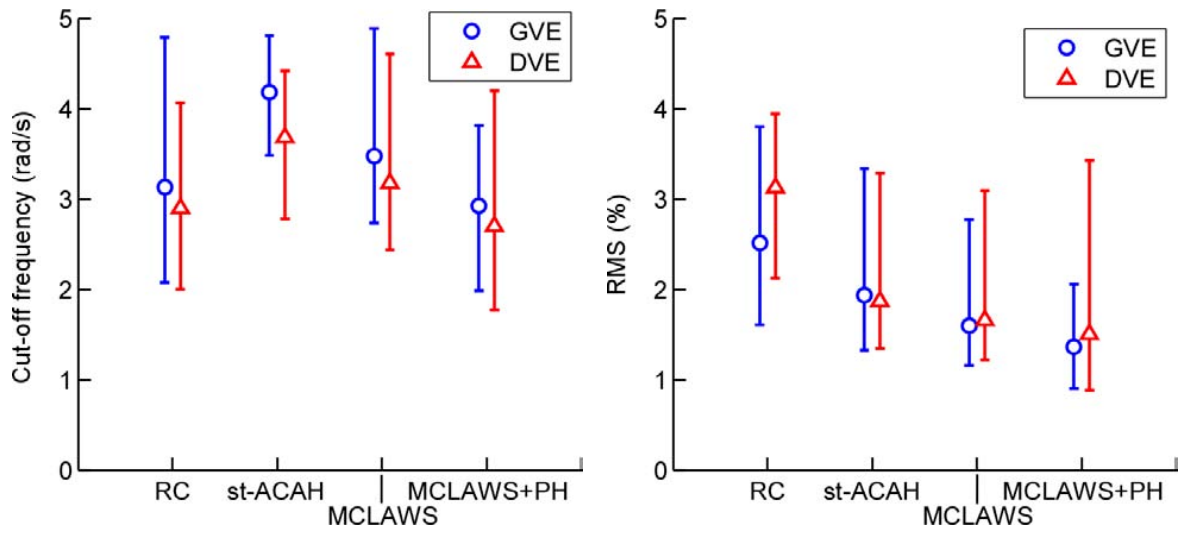 Cut-off frequency (rad/s)
5
4
3
2
1
0
GVE
DVE
RC
st-ACAH
MCLAWS+PH
MCLAWS
RMS (%)
5
4
3
2
1
0
GVE
DVE
RC
st-ACAH
MCLAWS+PH
MCLAWS